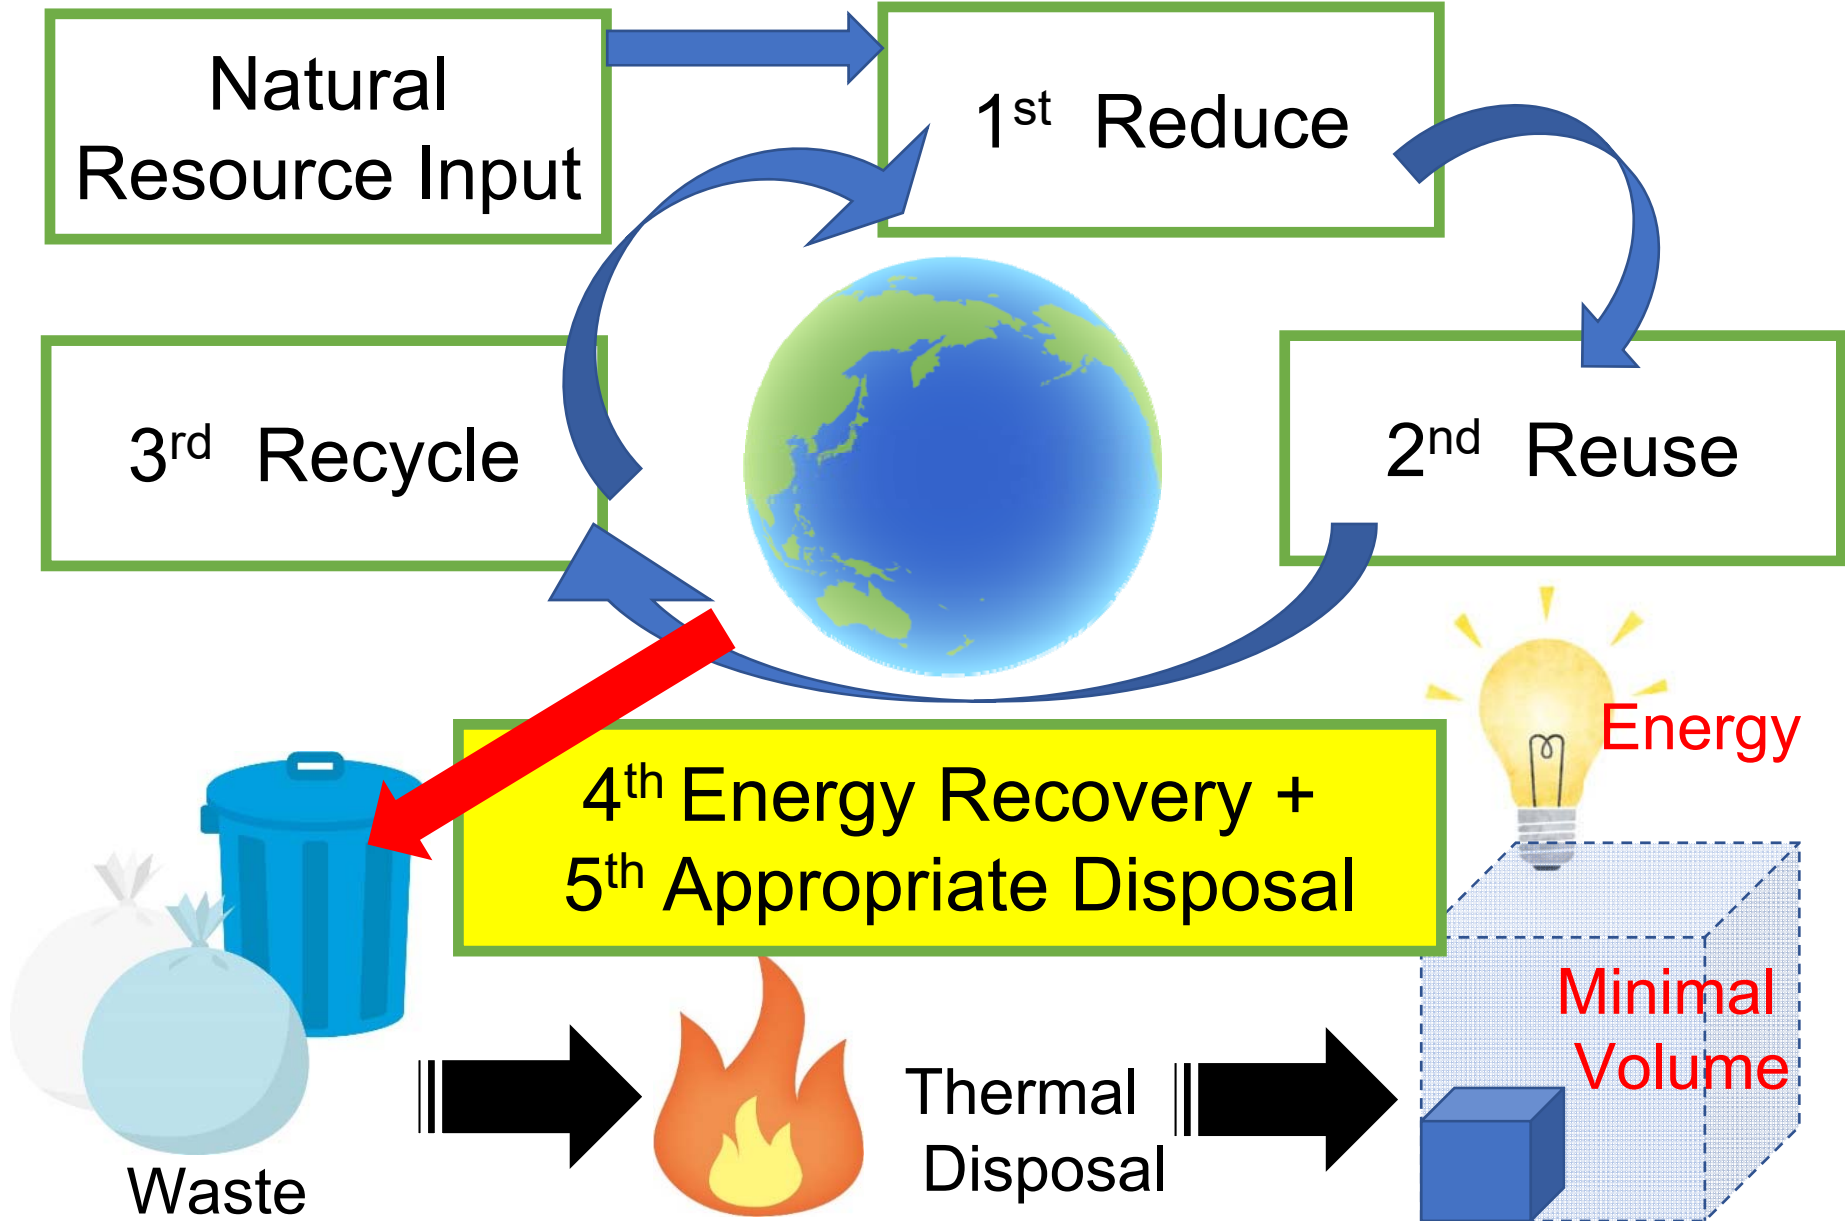 Natural
Resource Input
1st Reduce
3rd Recycle
2nd Reuse
Energy
4th Energy Recovery +
5th Appropriate Disposal
Minimal
Volume
Thermal
Disposal
Waste